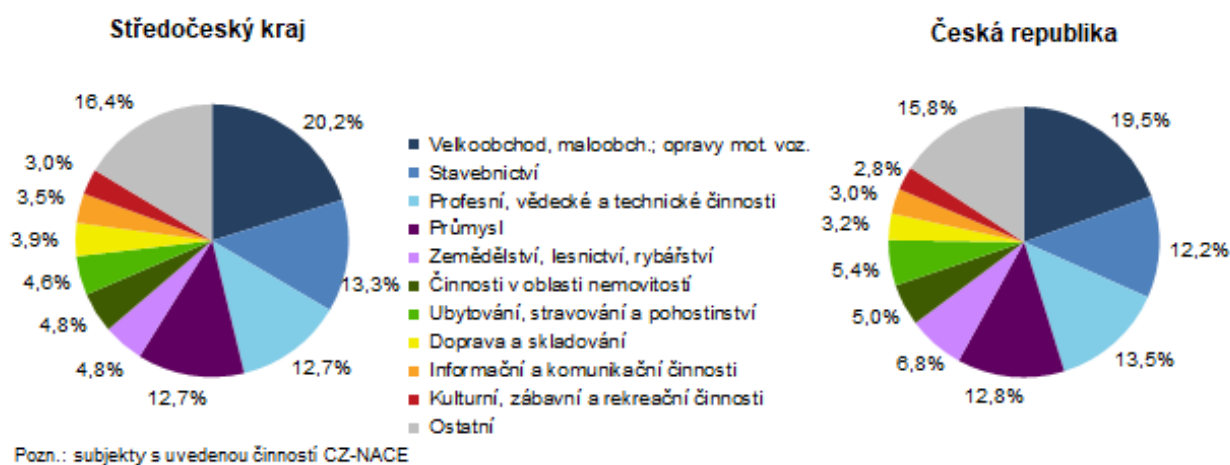 Středočeský kraj
Česká republika
20,2%
13,3%
12,7%
12,7%
4,8%
4,8%
4,6%
3,9%
3,5%
3,0%
16,4%
Velkoobchod, maloobch.; opravy mot. voz.
Stavebnictví
Profesní, vědecké a technické činnosti
Průmysl
Zemědělství, lesnictví, rybářství
Činnosti v oblasti nemovitostí
Ubytování, stravování a pohostinství
Doprava a skladování
Informační a komunikační činnosti
Kulturní, zábavní a rekreační činnosti
Ostatní
19,5%
12,2%
13,5%
12,8%
6,8%
5,0%
5,4%
3,2%
3,0%
2,8%
15,8%
Pozn.: subjekty s uvedenou činností CZ-NACE